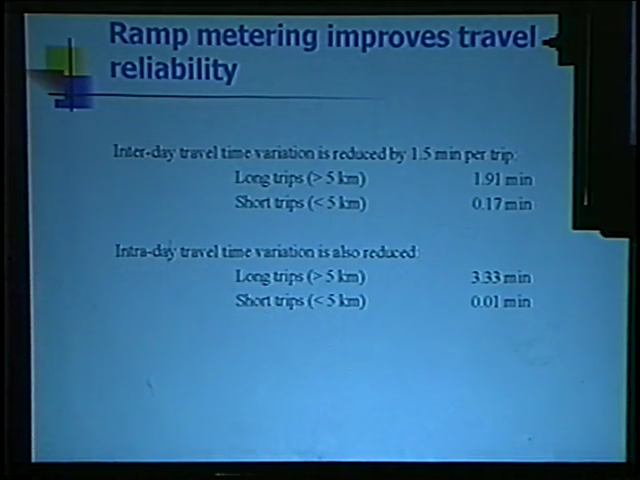 Ramp metering improves travel
reliability
Inter-day travel time variation is reduced by 1.5 min per trip:
Long trips (> 5 km) 1.91 min
Short trips (< 5 km) 0.17 min
Intra-day travel time variation is also reduced:
Long trips (> 5 km) 3.33 min
Short trips (< 5 km) 0.01 min